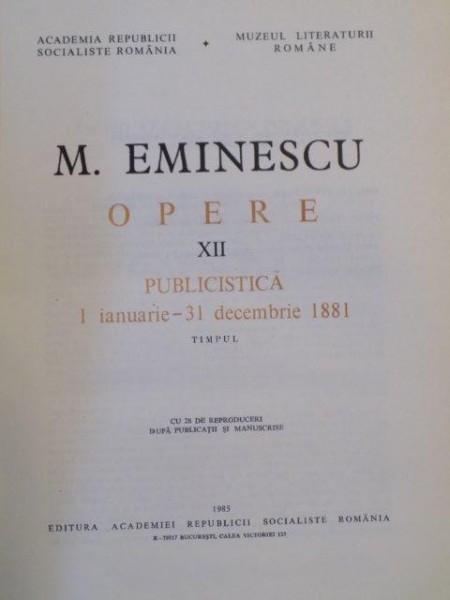 ACADEMIA REPUBLICII
SOCIALISTE ROMÂNIA
+
MUZEUL LITERATURII
ROMÂNE
M. EMINESCU
OPERE
XII
PUBLICISTICĂ
1 ianuarie – 31 decembrie 1881
TIMPUL
CU 28 DE REPRODUCERI
DUPĂ PUBLICAȚII ȘI MANUSCRISE
1985
EDITURA ACADEMIEI REPUBLICII SOCIALISTE ROMÂNIA
R–79717 BUCUREȘTI, CALEA VICTORIEI 125